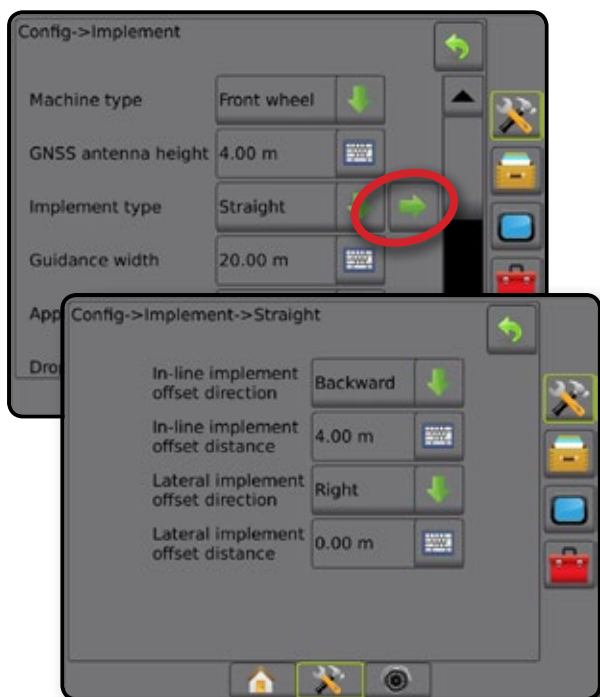 Config->Implement
Machine type Front wheel
GNSS antenna height 4.00 m
Implement type Straight
Guidance width 20.00 m
App
Dro
Config->Implement->Straight
In-line implement
offset direction
Backward
In-line implement
offset distance
4.00 m
Lateral implement
offset direction
Right
Lateral implement
offset distance
0.00 m